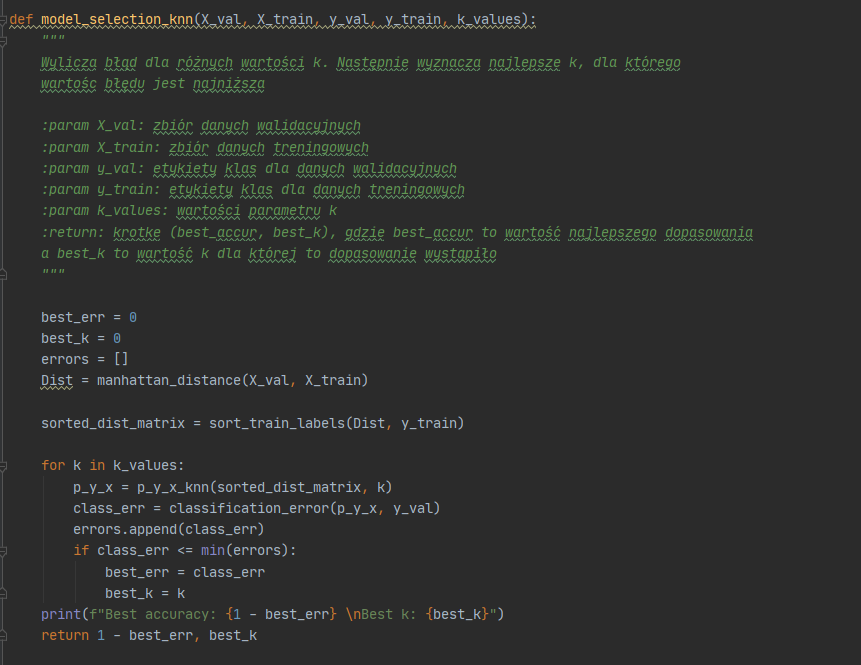 def model_selection_knn(X_val, X_train, y_val, y_train, k_values):
    """
    Wylicza błąd dla różnych wartości k. Następnie wyznacza najlepsze k, dla którego
    wartośc błędu jest najniższa

    :param X_val: zbiór danych walidacyjnych
    :param X_train: zbiór danych treningowych
    :param y_val: etykiety klas dla danych walidacyjnych
    :param y_train: etykiety klas dla danych treningowych
    :param k_values: wartości parametru k
    :return: krotke (best_accur, best_k), gdzie best_accur to wartość najlepszego dopasowania
    a best_k to wartość k dla której to dopasowanie wystąpiło
    """

    best_err = 0
    best_k = 0
    errors = []
    Dist = manhattan_distance(X_val, X_train)

    sorted_dist_matrix = sort_train_labels(Dist, y_train)

    for k in k_values:
        p_y_x = p_y_x_knn(sorted_dist_matrix, k)
        class_err = classification_error(p_y_x, y_val)
        errors.append(class_err)
        if class_err <= min(errors):
            best_err = class_err
            best_k = k
    print(f"Best accuracy: {1 - best_err} \nBest k: {best_k}")
    return 1 - best_err, best_k